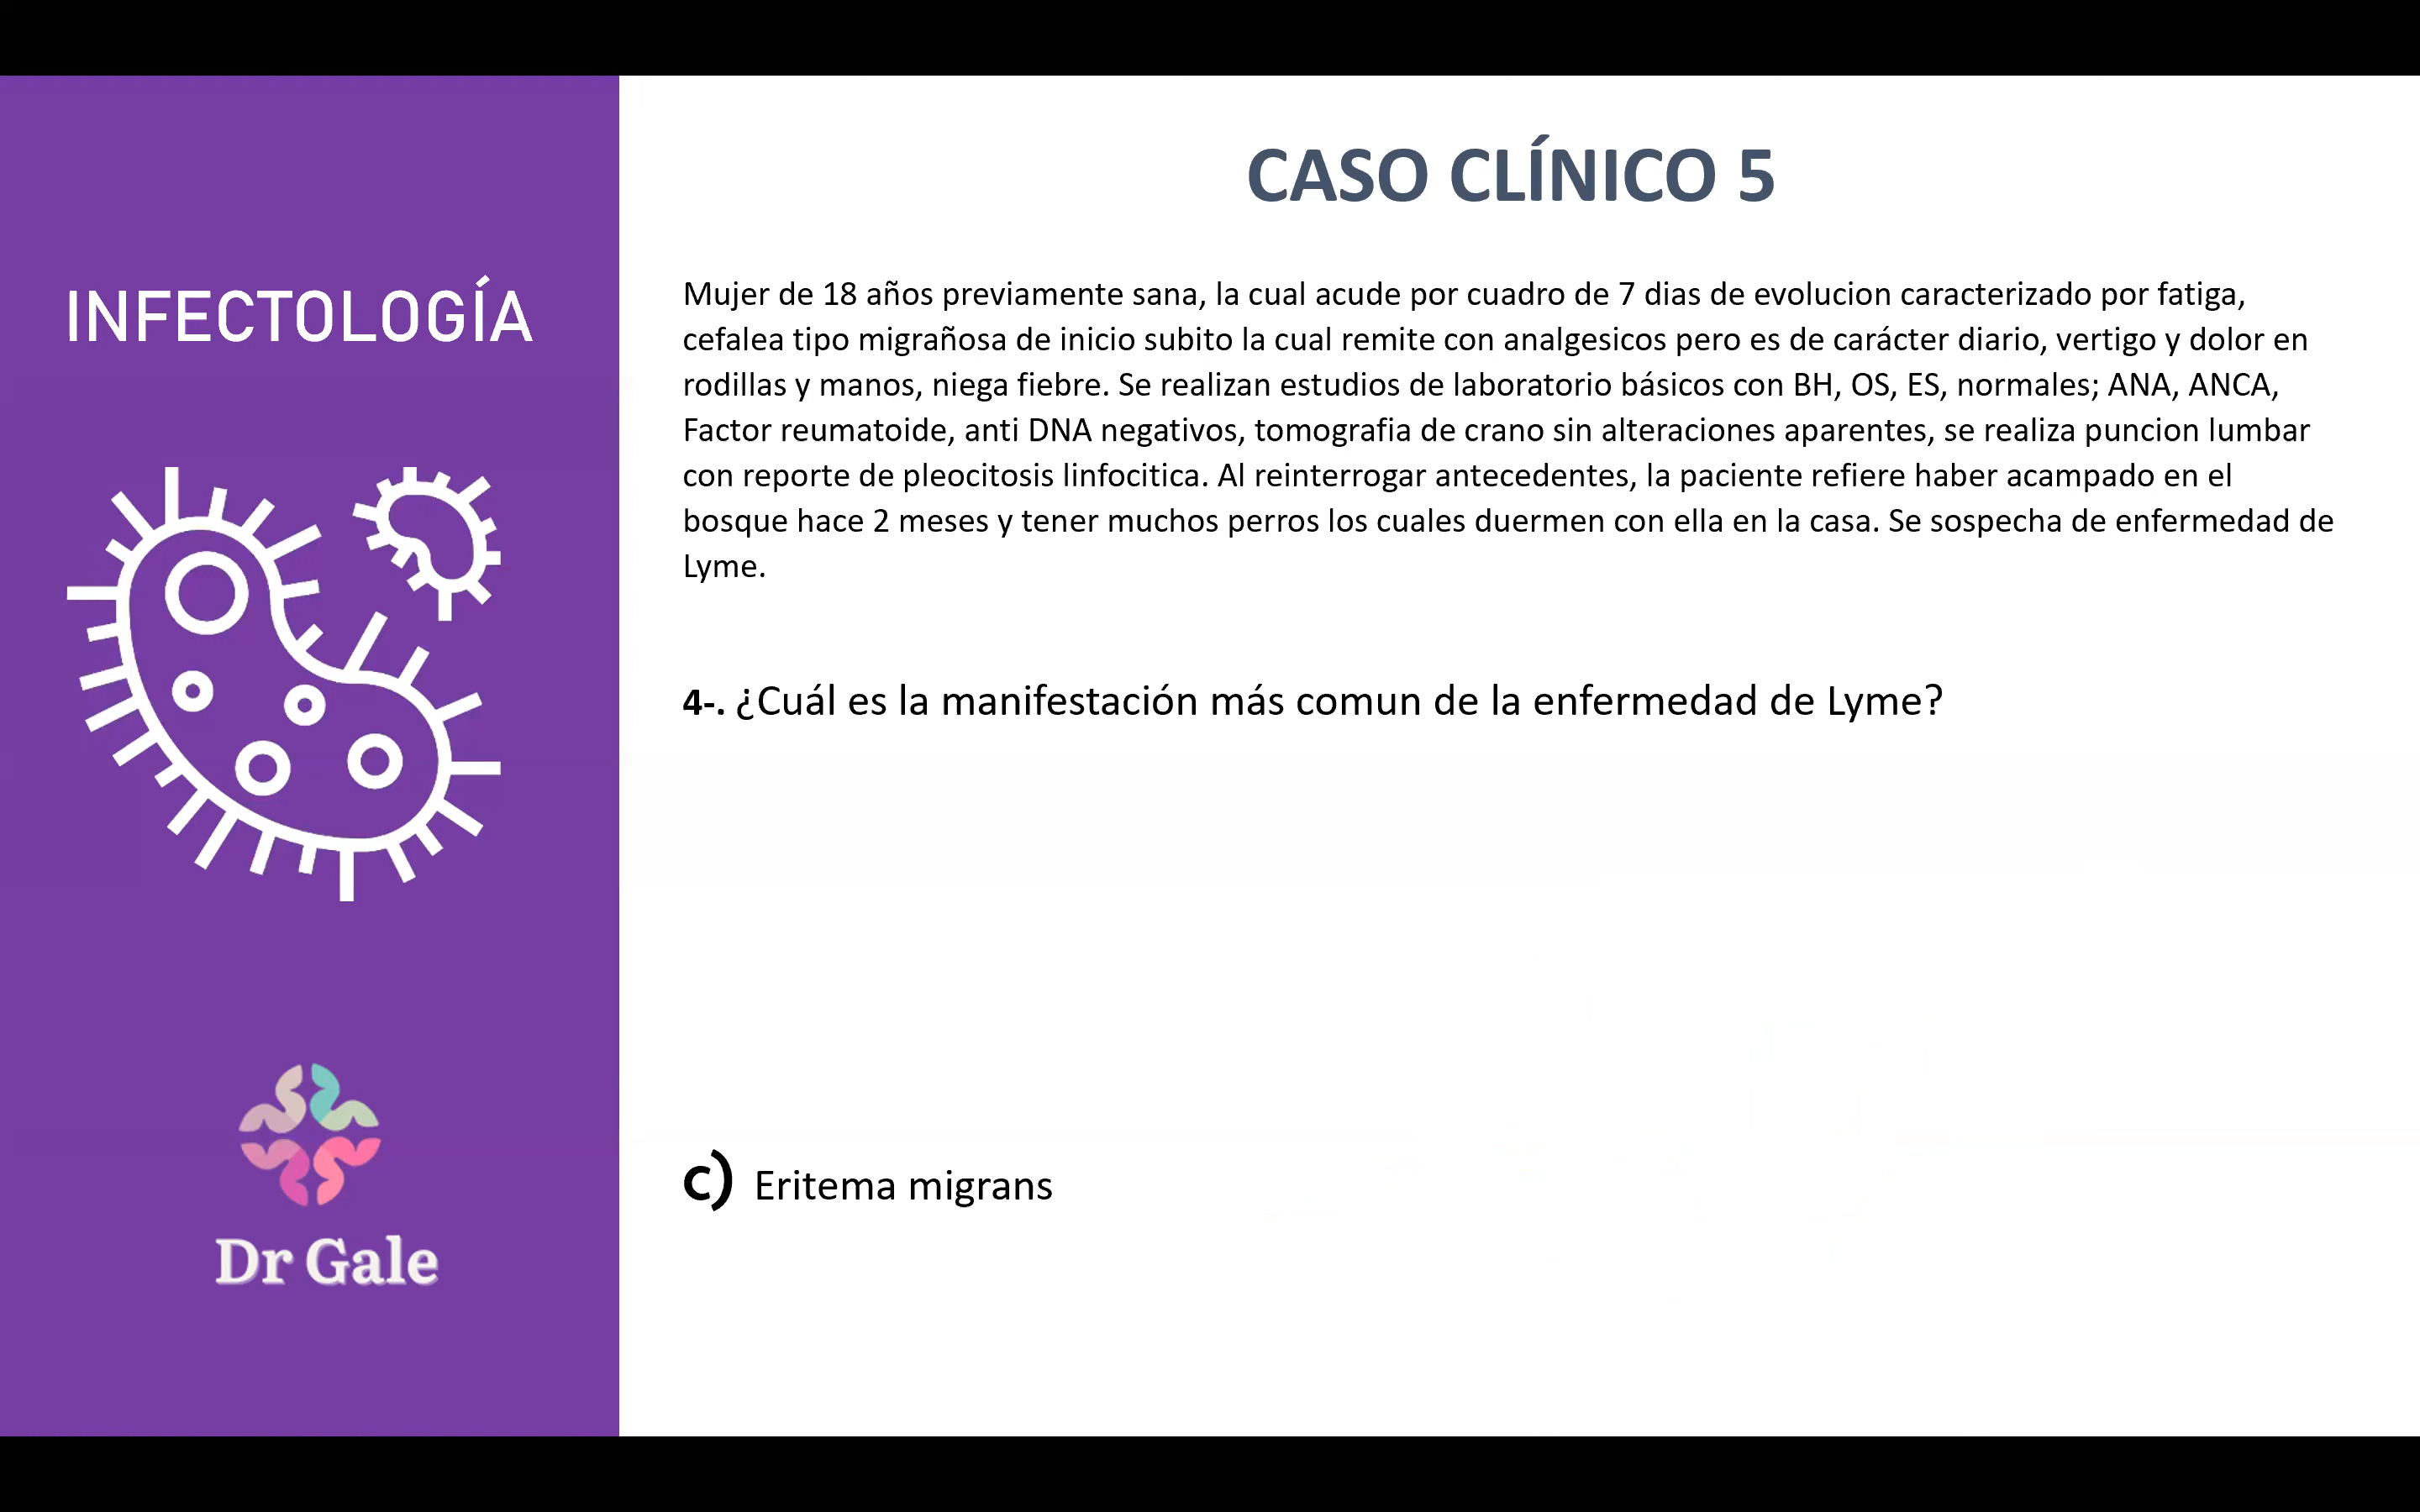 INFECTOLOGÍA
Dr Gale
CASO CLÍNICO 5
Mujer de 18 años previamente sana, la cual acude por cuadro de 7 dias de evolucion caracterizado por fatiga,
cefalea tipo migrañosa de inicio subito la cual remite con analgesicos pero es de carácter diario, vertigo y dolor en
rodillas y manos, niega fiebre. Se realizan estudios de laboratorio básicos con BH, OS, ES, normales; ANA, ANCA,
Factor reumatoide, anti DNA negativos, tomografia de crano sin alteraciones aparentes, se realiza puncion lumbar
con reporte de pleocitosis linfocitica. Al reinterrogar antecedentes, la paciente refiere haber acampado en el
bosque hace 2 meses y tener muchos perros los cuales duermen con ella en la casa. Se sospecha de enfermedad de
Lyme.
4-. ¿Cuál es la manifestación más comun de la enfermedad de Lyme?
c) Eritema migrans